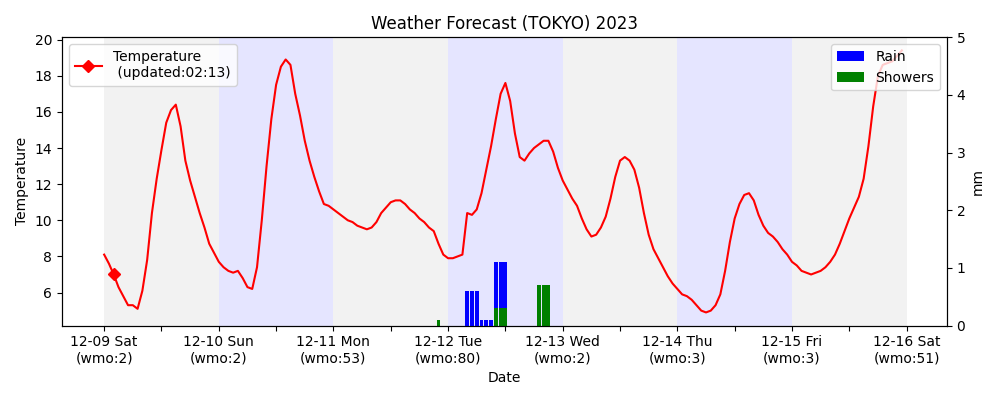 Weather Forecast (TOKYO) 2023
Temperature
(updated:02:13)
Rain
Showers
20
18
16
14
12
10
8
6
Temperature
5
4
3
2
1
0
mm
12-09 Sat
(wmo:2)
12-10 Sun
(wmo:2)
12-11 Mon
(wmo:53)
12-12 Tue
(wmo:80)
12-13 Wed
(wmo:2)
12-14 Thu
(wmo:3)
12-15 Fri
(wmo:3)
12-16 Sat
(wmo:51)
Date